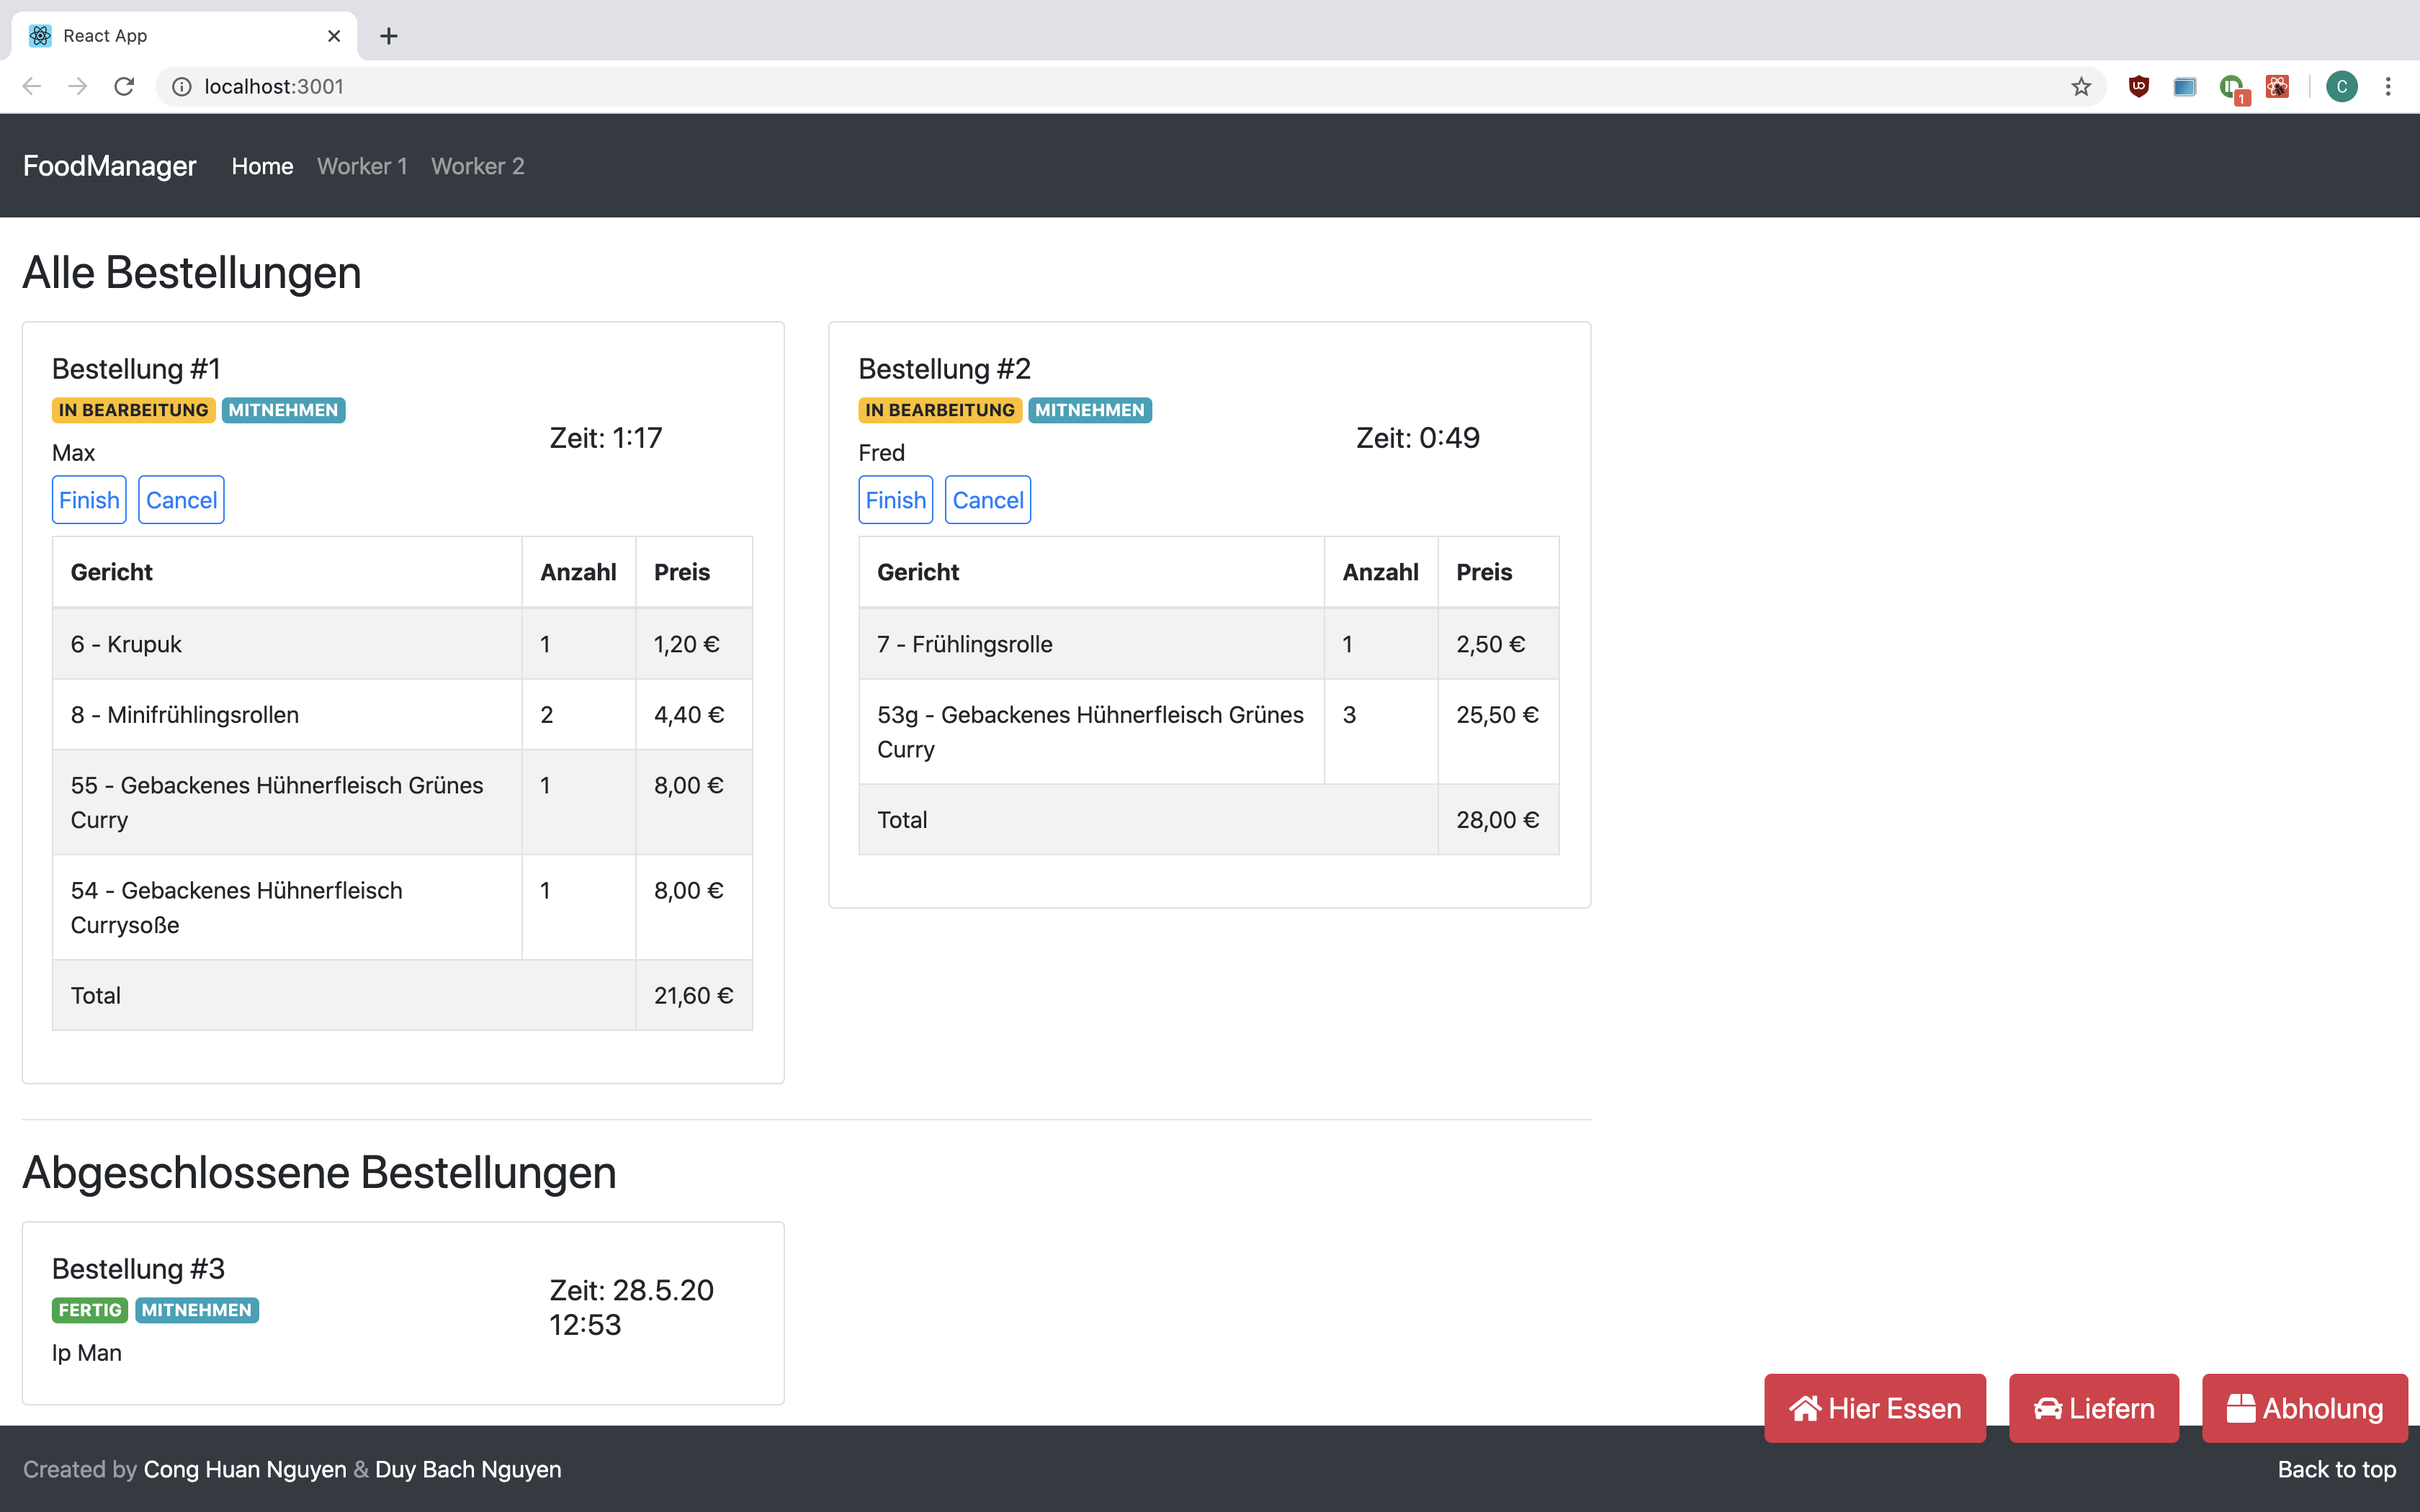 React App
localhost:3001
1
C
FoodManager Home Worker 1 Worker 2
Alle Bestellungen
Bestellung #1
IN BEARBEITUNG MITNEHMEN
Max
Zeit: 1:17
Finish Cancel
Gericht Anzahl Preis
6 - Krupuk 1 1,20 €
8 - Minifrühlingsrollen 2 4,40 €
55 - Gebackenes Hühnerfleisch Grünes 1 8,00 €
Curry
54 - Gebackenes Hühnerfleisch 1 8,00 €
Currysoße
Total 21,60 €
Bestellung #2
IN BEARBEITUNG MITNEHMEN
Fred
Zeit: 0:49
Finish Cancel
Gericht Anzahl Preis
7 - Frühlingsrolle 1 2,50 €
53g - Gebackenes Hühnerfleisch Grünes 3 25,50 €
Curry
Total 28,00 €
Abgeschlossene Bestellungen
Bestellung #3
FERTIG MITNEHMEN
Ip Man
Zeit: 28.5.20
12:53
Hier Essen Liefern Abholung
Created by Cong Huan Nguyen & Duy Bach Nguyen
Back to top